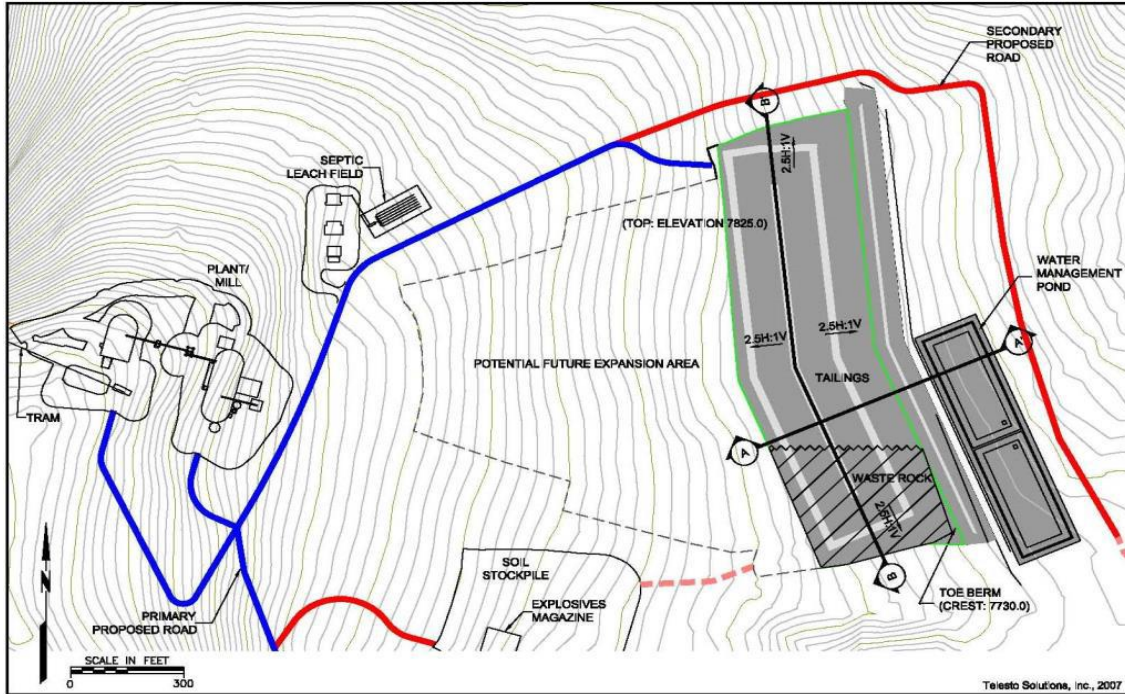 SECONDARY
PROPOSED
ROAD
B
2.5H:1V
SEPTIC
LEACH FIELD
(TOP: ELEVATION 7825.0)
PLANT/
MILL
WATER
MANAGEMENT
POND
2.5H:1V
2.5H:1V
A
POTENTIAL FUTURE EXPANSION AREA
TAILINGS
TRAM
A
WASTE ROCK
2.5H:1V
N
SOIL
STOCKPILE
B
EXPLOSIVES
MAGAZINE
TOE BERM
(CREST: 7730.0)
PRIMARY
PROPOSED ROAD
SCALE IN FEET
0 300
Telesto Solutions, Inc., 2007